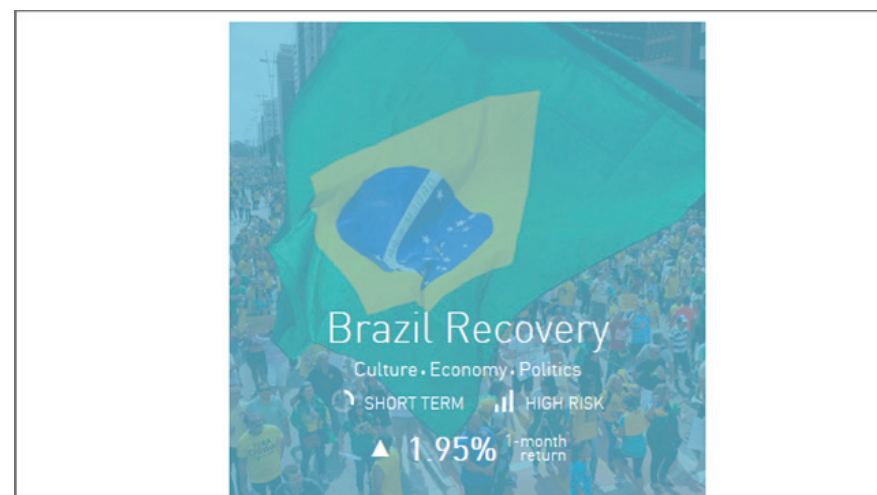 Brazil Recovery
Culture • Economy • Politics
SHORT TERM HIGH RISK
▲ 1.95% 1-month return